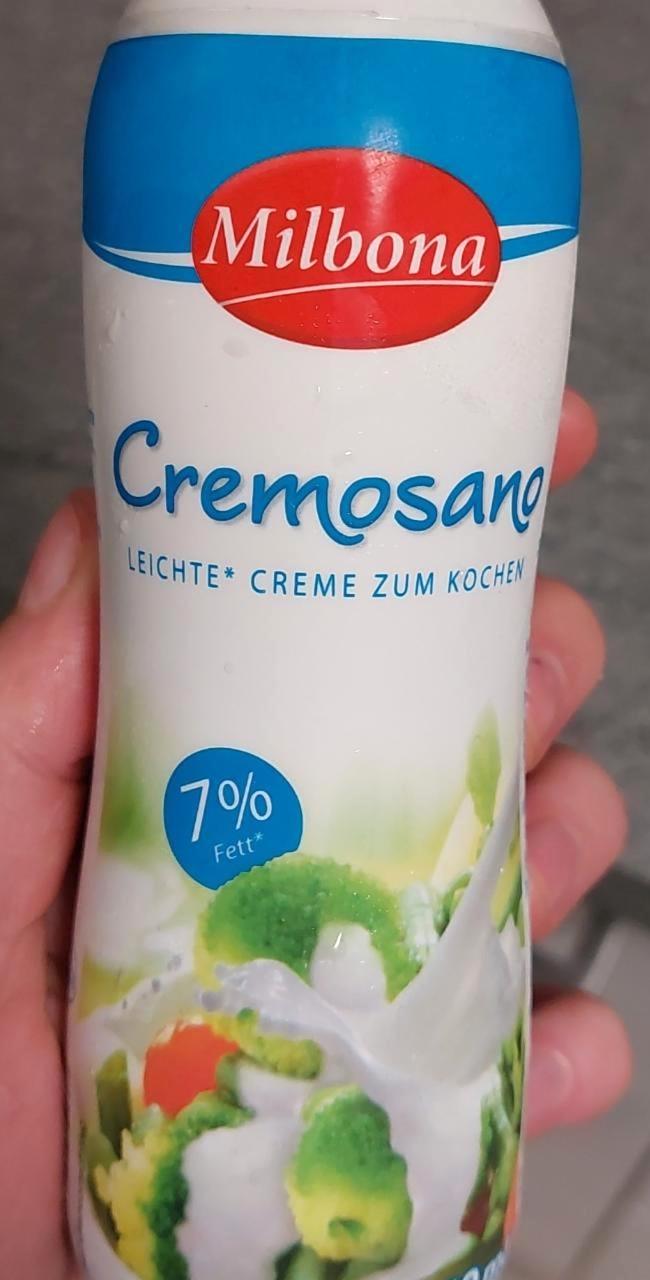 Milbona
Cremosano
LEICHTE* CREME ZUM KOCHEN
7%
Fett*